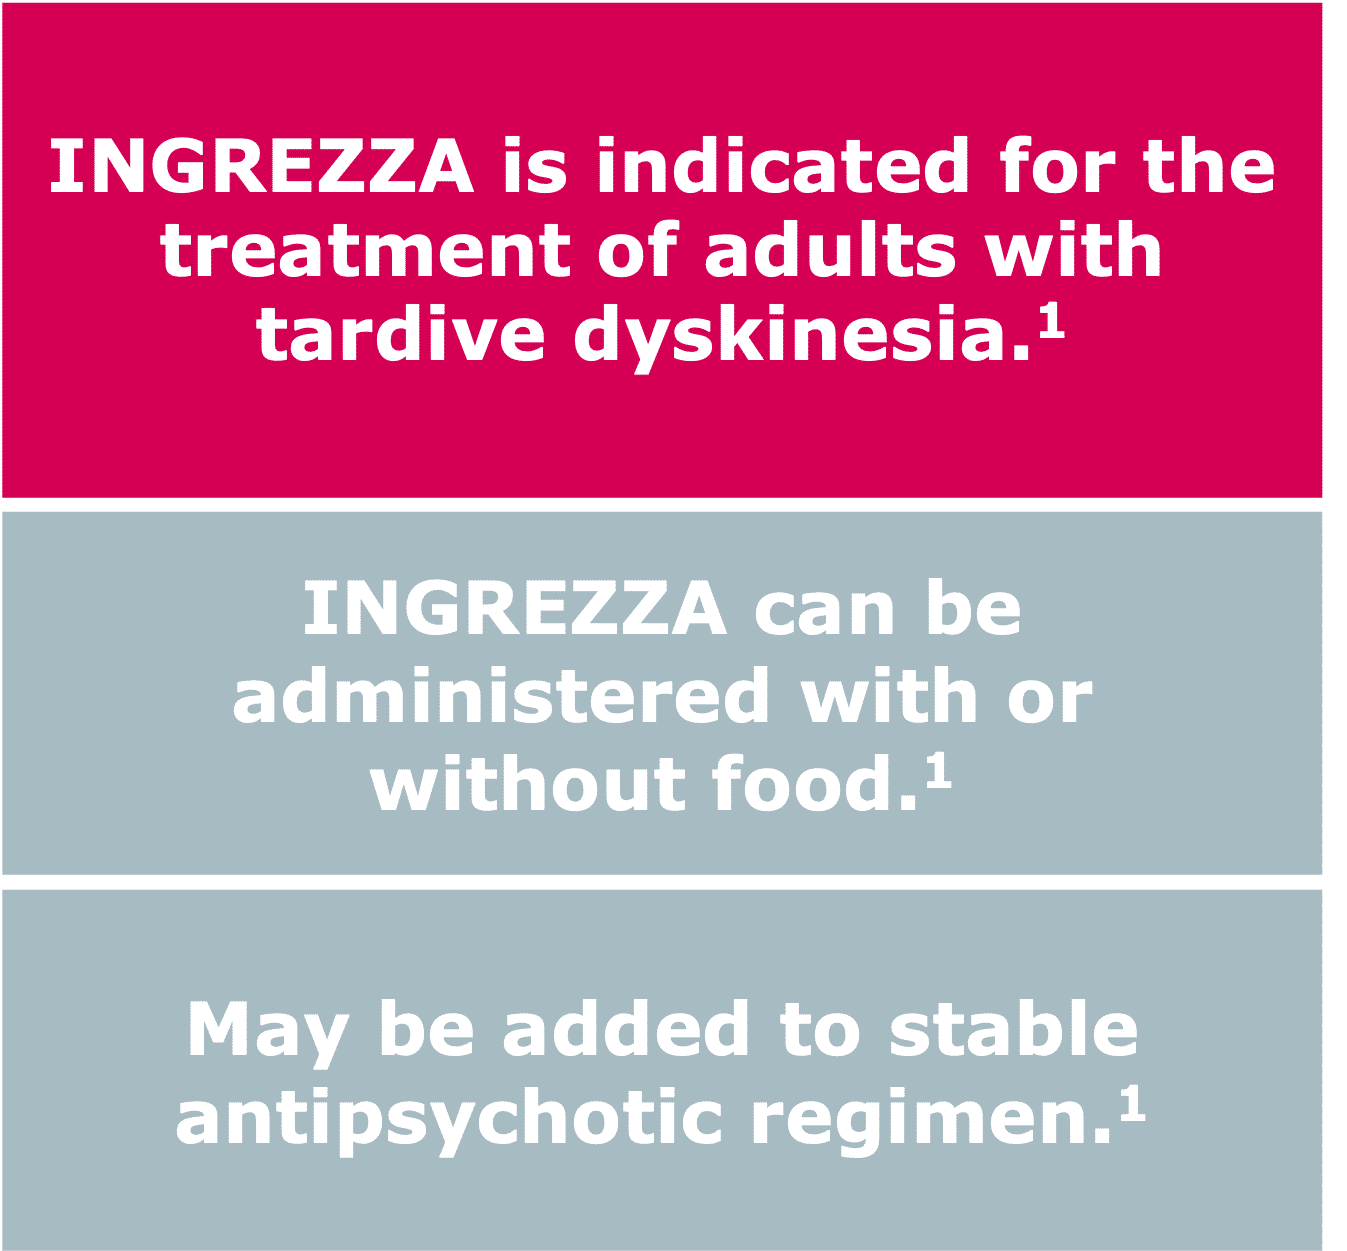 INGREZZA is indicated for the
treatment of adults with
tardive dyskinesia.¹
INGREZZA can be
administered with or
without food.¹
May be added to stable
antipsychotic regimen.¹